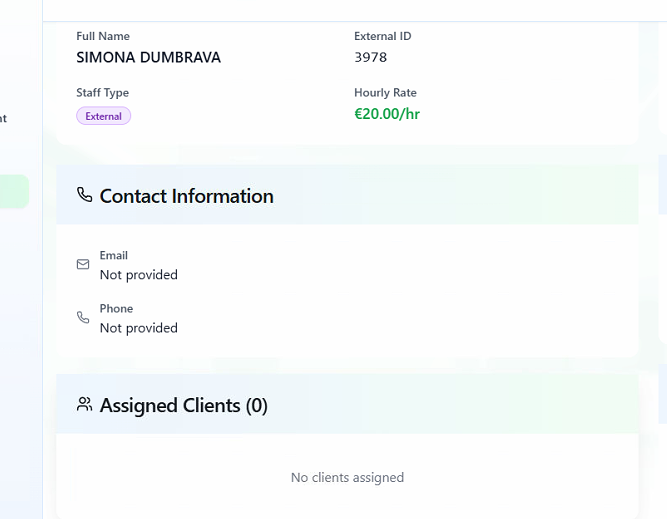 Full Name
SIMONA DUMBRAVA
External ID
3978
Staff Type
External
Hourly Rate
€20.00/hr
Contact Information
Email
Not provided
Phone
Not provided
Assigned Clients (0)
No clients assigned